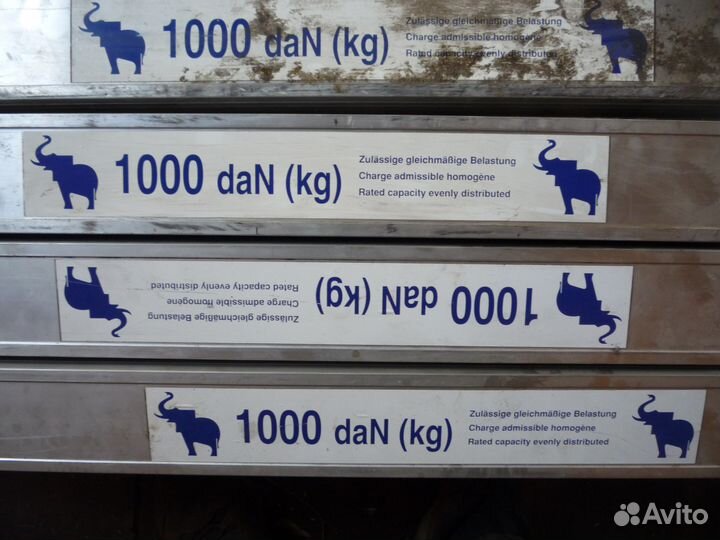 1000 daN (kg)
Zulässige gleichmäßige Belastung
Charge admissible homogène
Rated capacity evenly distributed
1000 daN (kg)
Zulässige gleichmäßige Belastung
Charge admissible homogène
Rated capacity evenly distributed
1000 daN (kg)
Zulässige gleichmäßige Belastung
Charge admissible homogène
Rated capacity evenly distributed
1000 daN (kg)
Zulässige gleichmäßige Belastung
Charge admissible homogène
Rated capacity evenly distributed
Avito